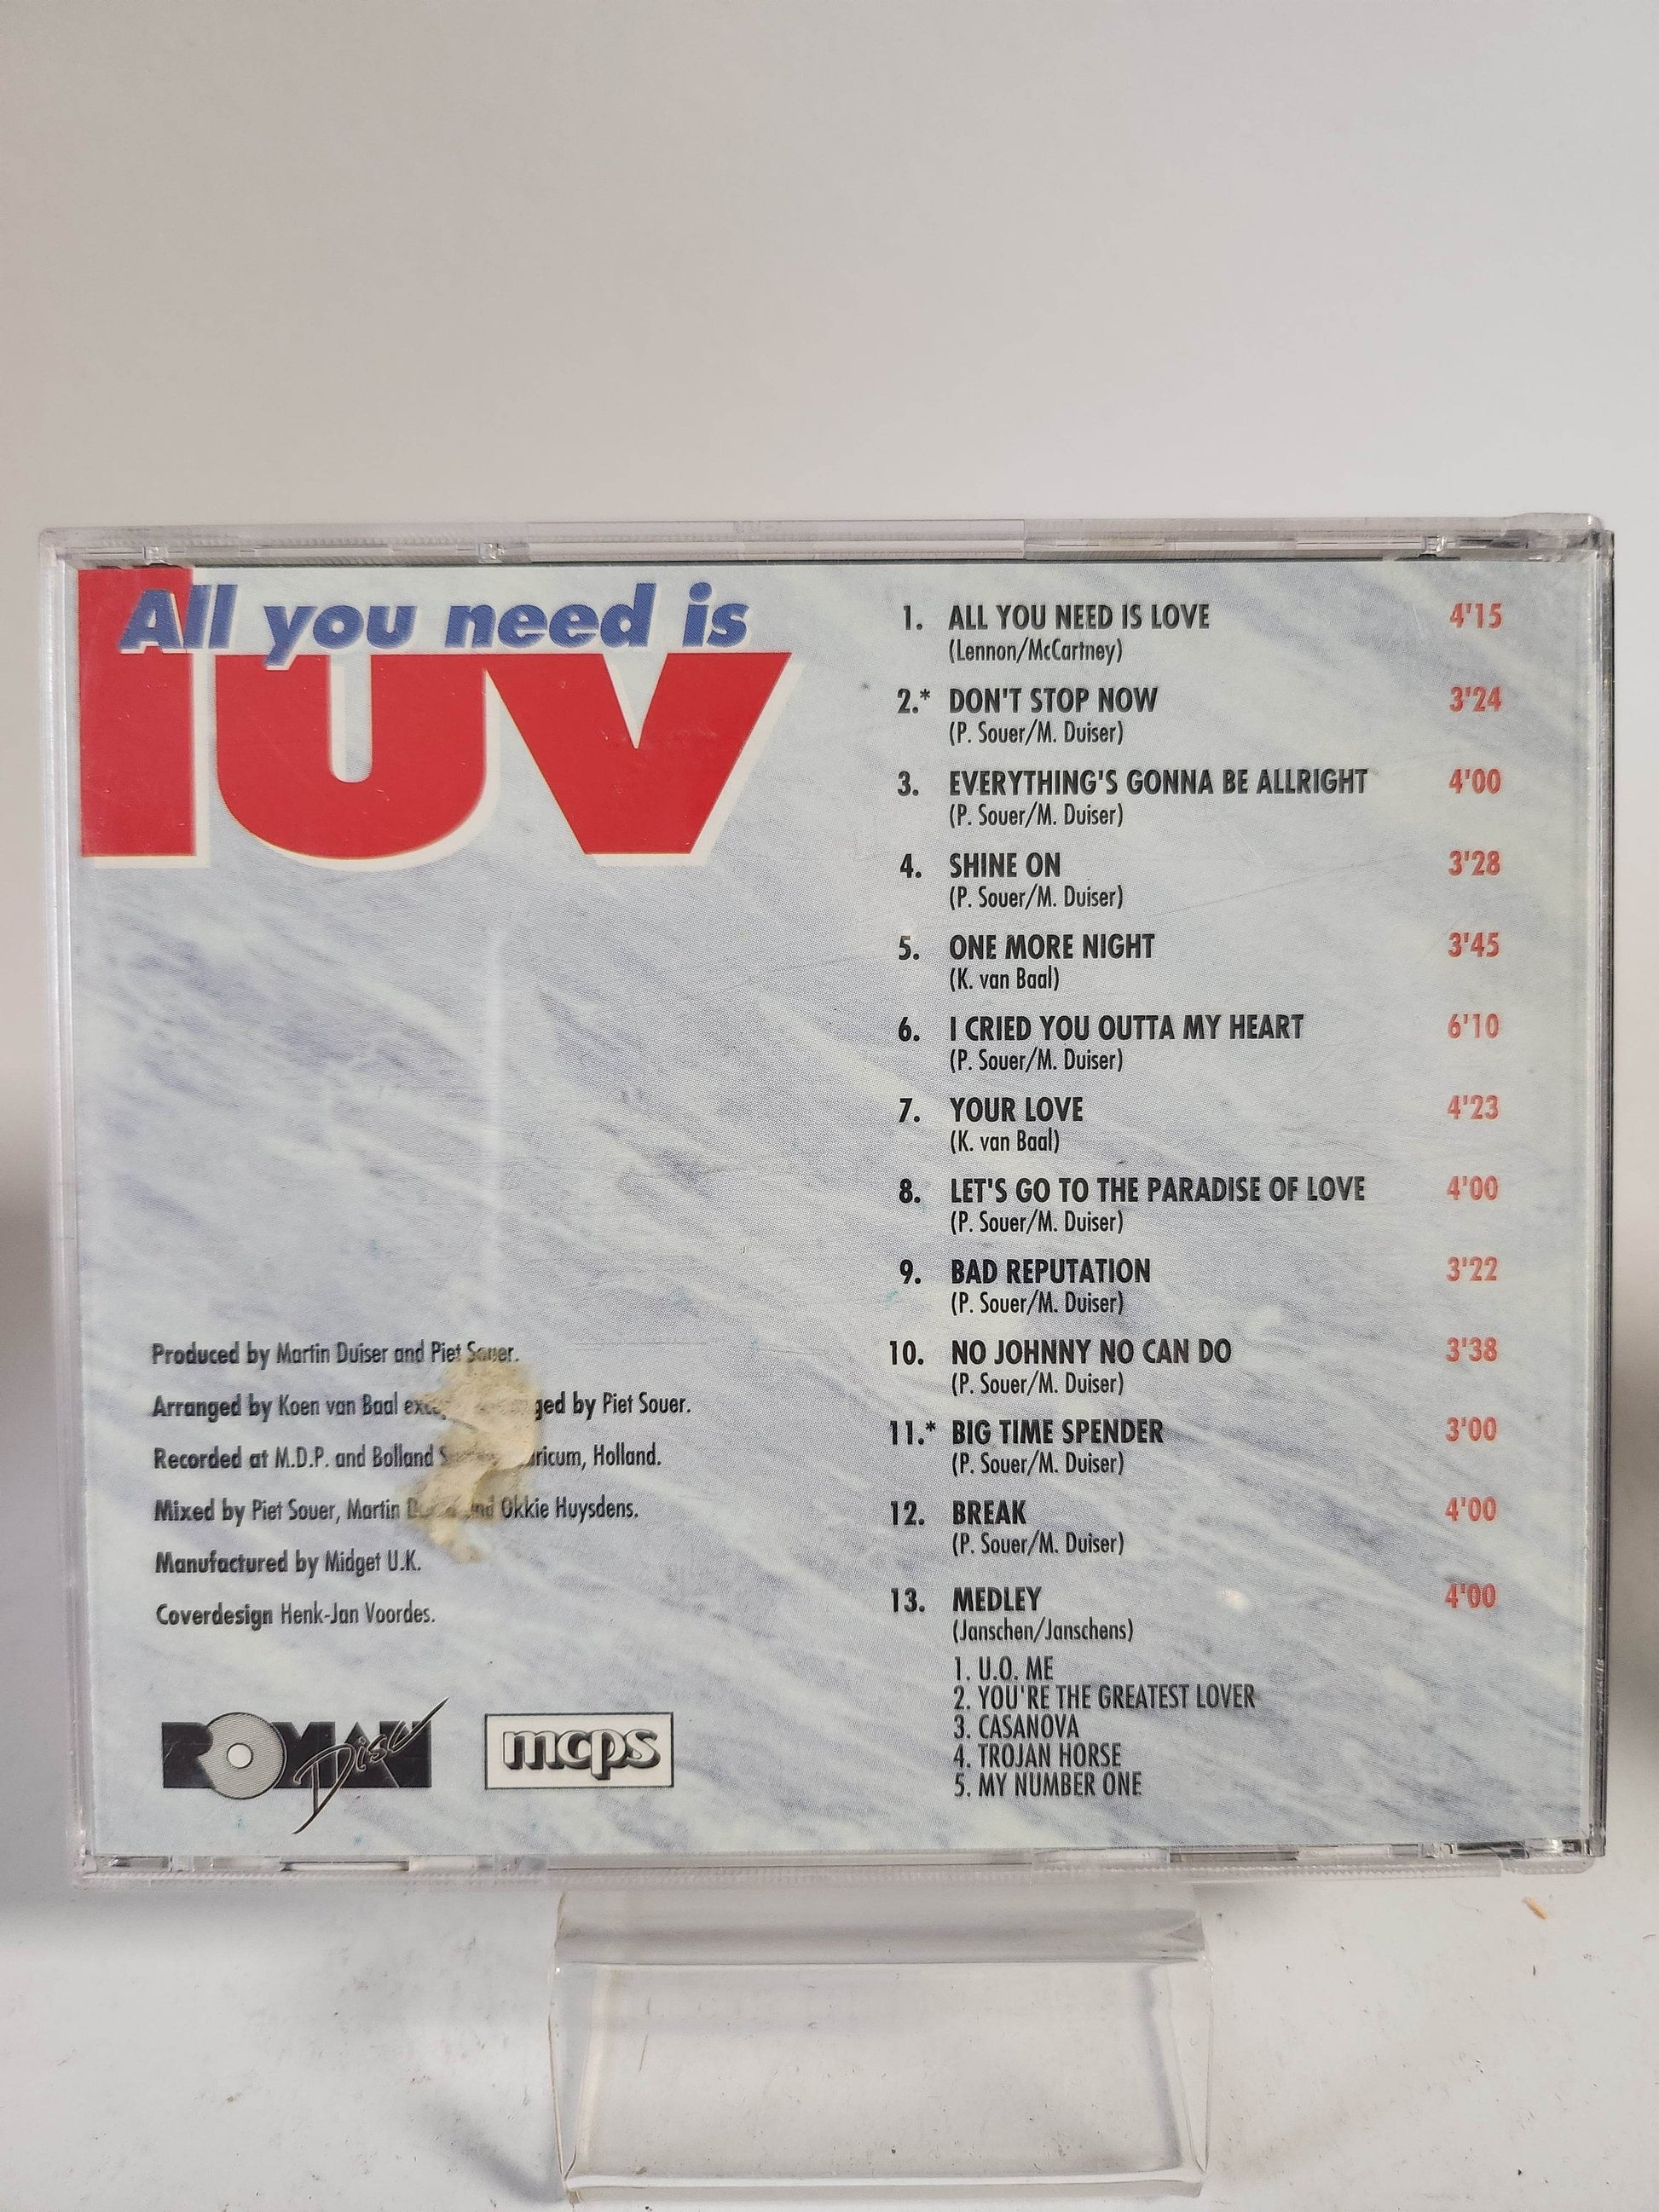 All you need is
luv
1. ALL YOU NEED IS LOVE 4'15
(Lennon/McCartney)
2.* DON'T STOP NOW 3'24
(P. Souer/M. Duiser)
3. EVERYTHING'S GONNA BE ALLRIGHT 4'00
(P. Souer/M. Duiser)
4. SHINE ON 3'28
(P. Souer/M. Duiser)
5. ONE MORE NIGHT 3'45
(K. van Baal)
6. I CRIED YOU OUTTA MY HEART 6'10
(P. Souer/M. Duiser)
7. YOUR LOVE 4'23
(K. van Baal)
8. LET'S GO TO THE PARADISE OF LOVE 4'00
(P. Souer/M. Duiser)
9. BAD REPUTATION 3'22
(P. Souer/M. Duiser)
10. NO JOHNNY NO CAN DO 3'38
(P. Souer/M. Duiser)
11.* BIG TIME SPENDER 3'00
(P. Souer/M. Duiser)
12. BREAK 4'00
(P. Souer/M. Duiser)
13. MEDLEY 4'00
(Janschen/Janschens)
1. U.O. ME
2. YOU'RE THE GREATEST LOVER
3. CASANOVA
4. TROJAN HORSE
5. MY NUMBER ONE
Produced by Martin Duiser and Piet Souer.
Arranged by Koen van Baal by Piet Souer.
Recorded at M.D.P. and Bolland Holland.
Mixed by Piet Souer, Martin and Okkie Huysdens.
Manufactured by Midget U.K.
Coverdesign Henk-Jan Voordes.
ROMAN Disc
mcps